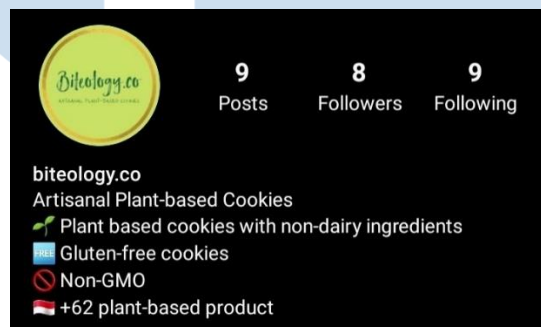 Biteology.co
ARTISANAL PLANT-BASED COOKIES
9 8 9
Posts Followers Following
biteology.co
Artisanal Plant-based Cookies
🌱 Plant based cookies with non-dairy ingredients
🆓 Gluten-free cookies
🚫 Non-GMO
🇮🇩 +62 plant-based product